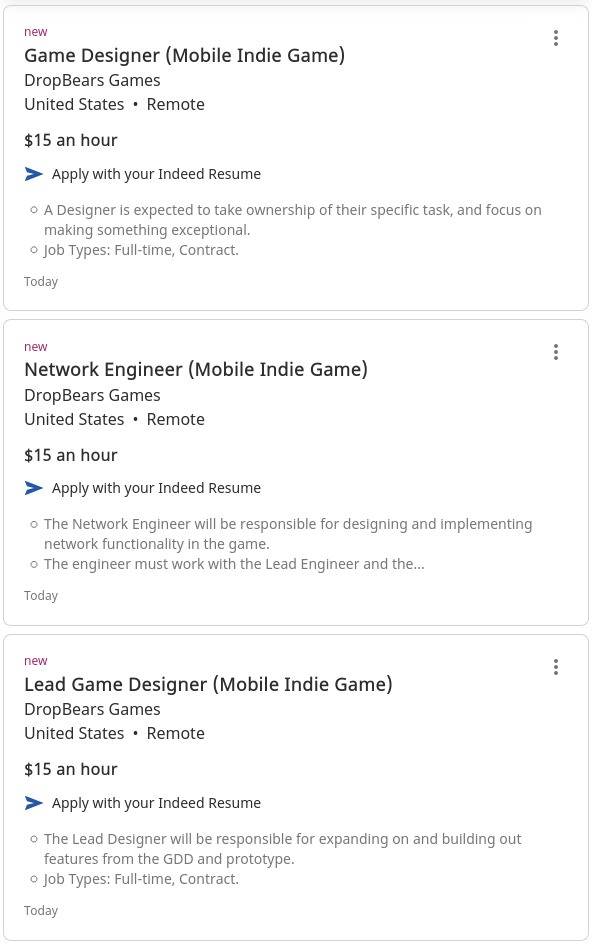 new
Game Designer (Mobile Indie Game)
DropBears Games
United States • Remote
$15 an hour
Apply with your Indeed Resume
A Designer is expected to take ownership of their specific task, and focus on
making something exceptional.
Job Types: Full-time, Contract.
Today
new
Network Engineer (Mobile Indie Game)
DropBears Games
United States • Remote
$15 an hour
Apply with your Indeed Resume
The Network Engineer will be responsible for designing and implementing
network functionality in the game.
The engineer must work with the Lead Engineer and the...
Today
new
Lead Game Designer (Mobile Indie Game)
DropBears Games
United States • Remote
$15 an hour
Apply with your Indeed Resume
The Lead Designer will be responsible for expanding on and building out
features from the GDD and prototype.
Job Types: Full-time, Contract.
Today